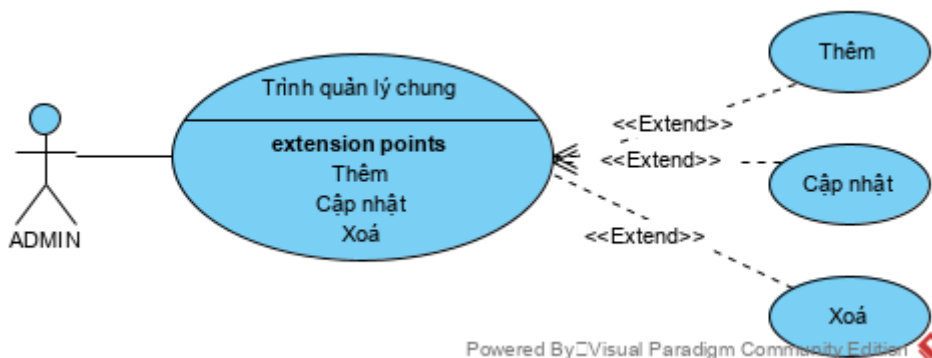 Thêm
Trình quản lý chung
<<Extend>>
extension points
Thêm
<<Extend>>
Cập nhật
Cập nhật
Xoá
<<Extend>>
ADMIN
Xoá
Powered By□Visual Paradigm Community Edition